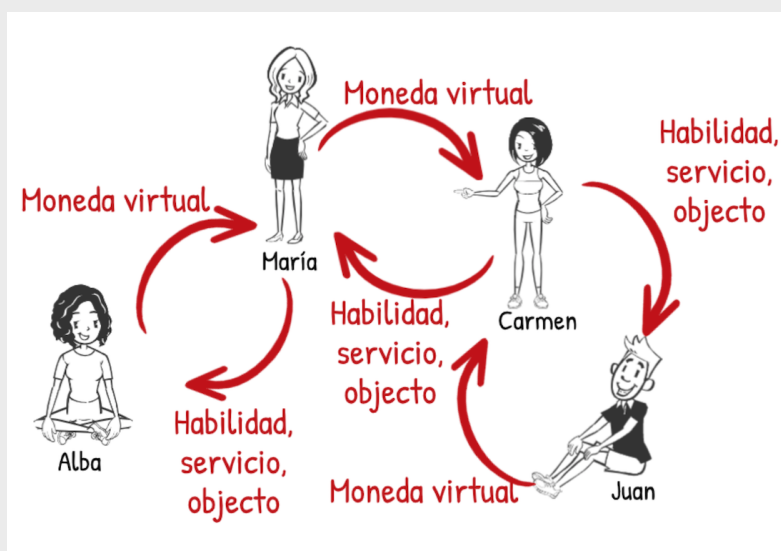 Moneda virtual
Habilidad,
servicio,
objecto
Moneda virtual
María
Habilidad,
servicio,
objecto
Carmen
Alba
Habilidad,
servicio,
objecto
Moneda virtual
Juan